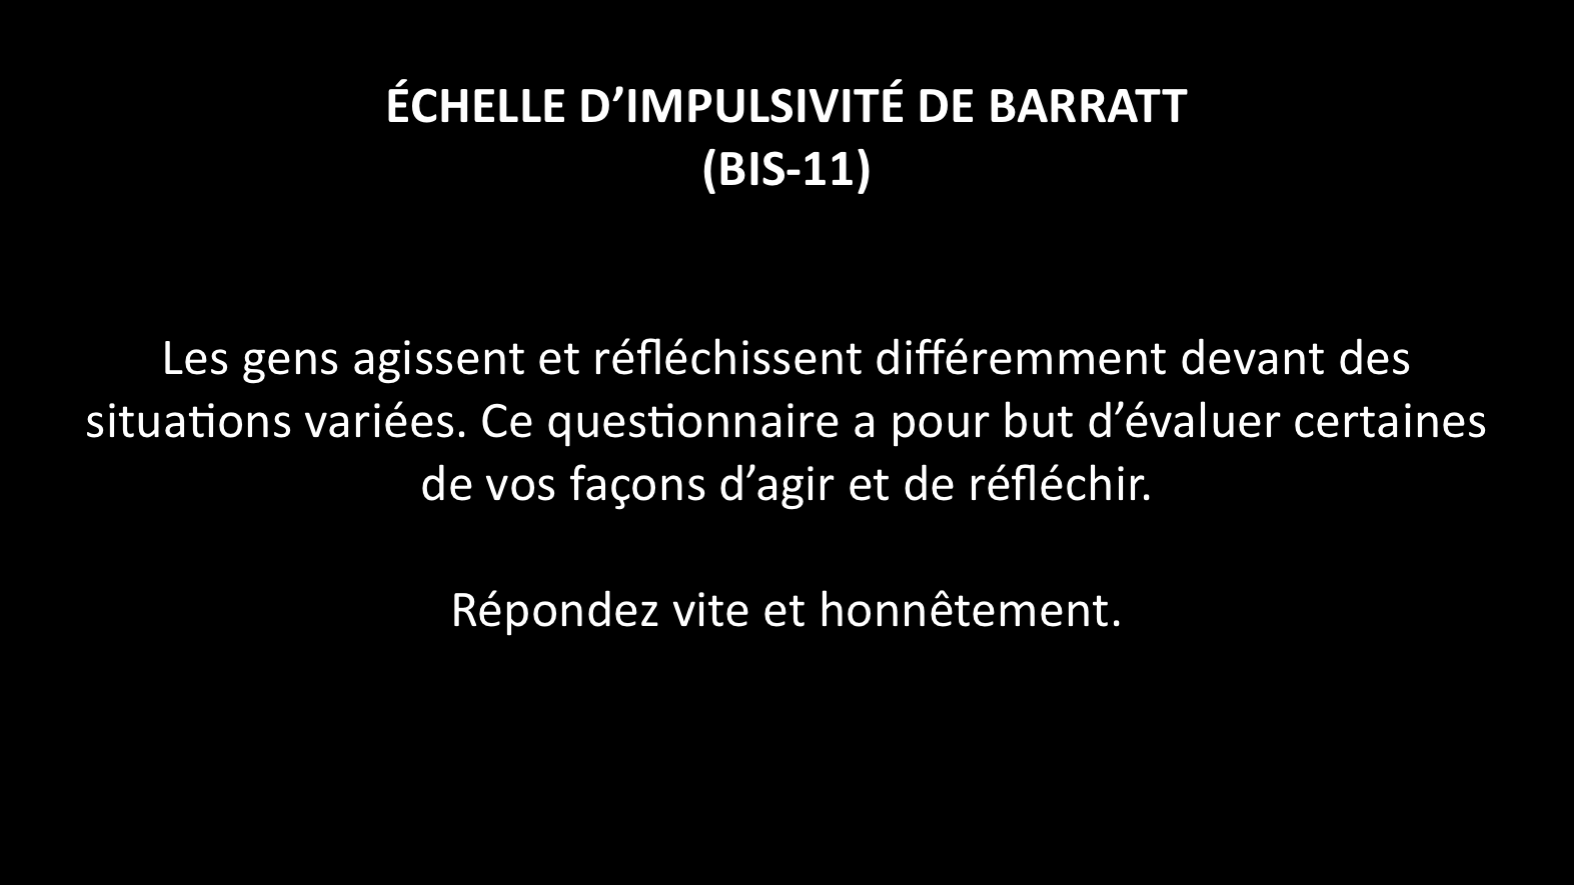 ÉCHELLE D’IMPULSIVITÉ DE BARRATT
(BIS-11)
Les gens agissent et réfléchissent différemment devant des
situations variées. Ce questionnaire a pour but d’évaluer certaines
de vos façons d’agir et de réfléchir.
Répondez vite et honnêtement.